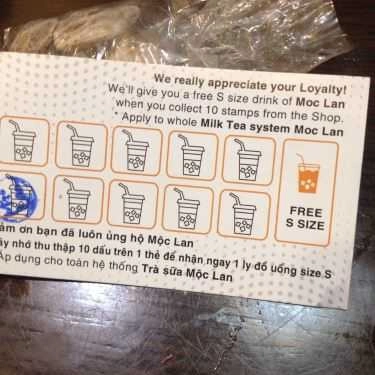 We really appreciate your Loyalty!
We'll give you a free S size drink of Moc Lan
when you collect 10 stamps from the Shop.
* Apply to whole Milk Tea system Moc Lan
FREE
S SIZE
ơn bạn đã luôn ủng hộ Mộc Lan
nhớ thu thập 10 dấu trên 1 thẻ để nhận ngay 1 ly đồ uống size S
Áp dụng cho toàn hệ thống Trà sữa Mộc Lan